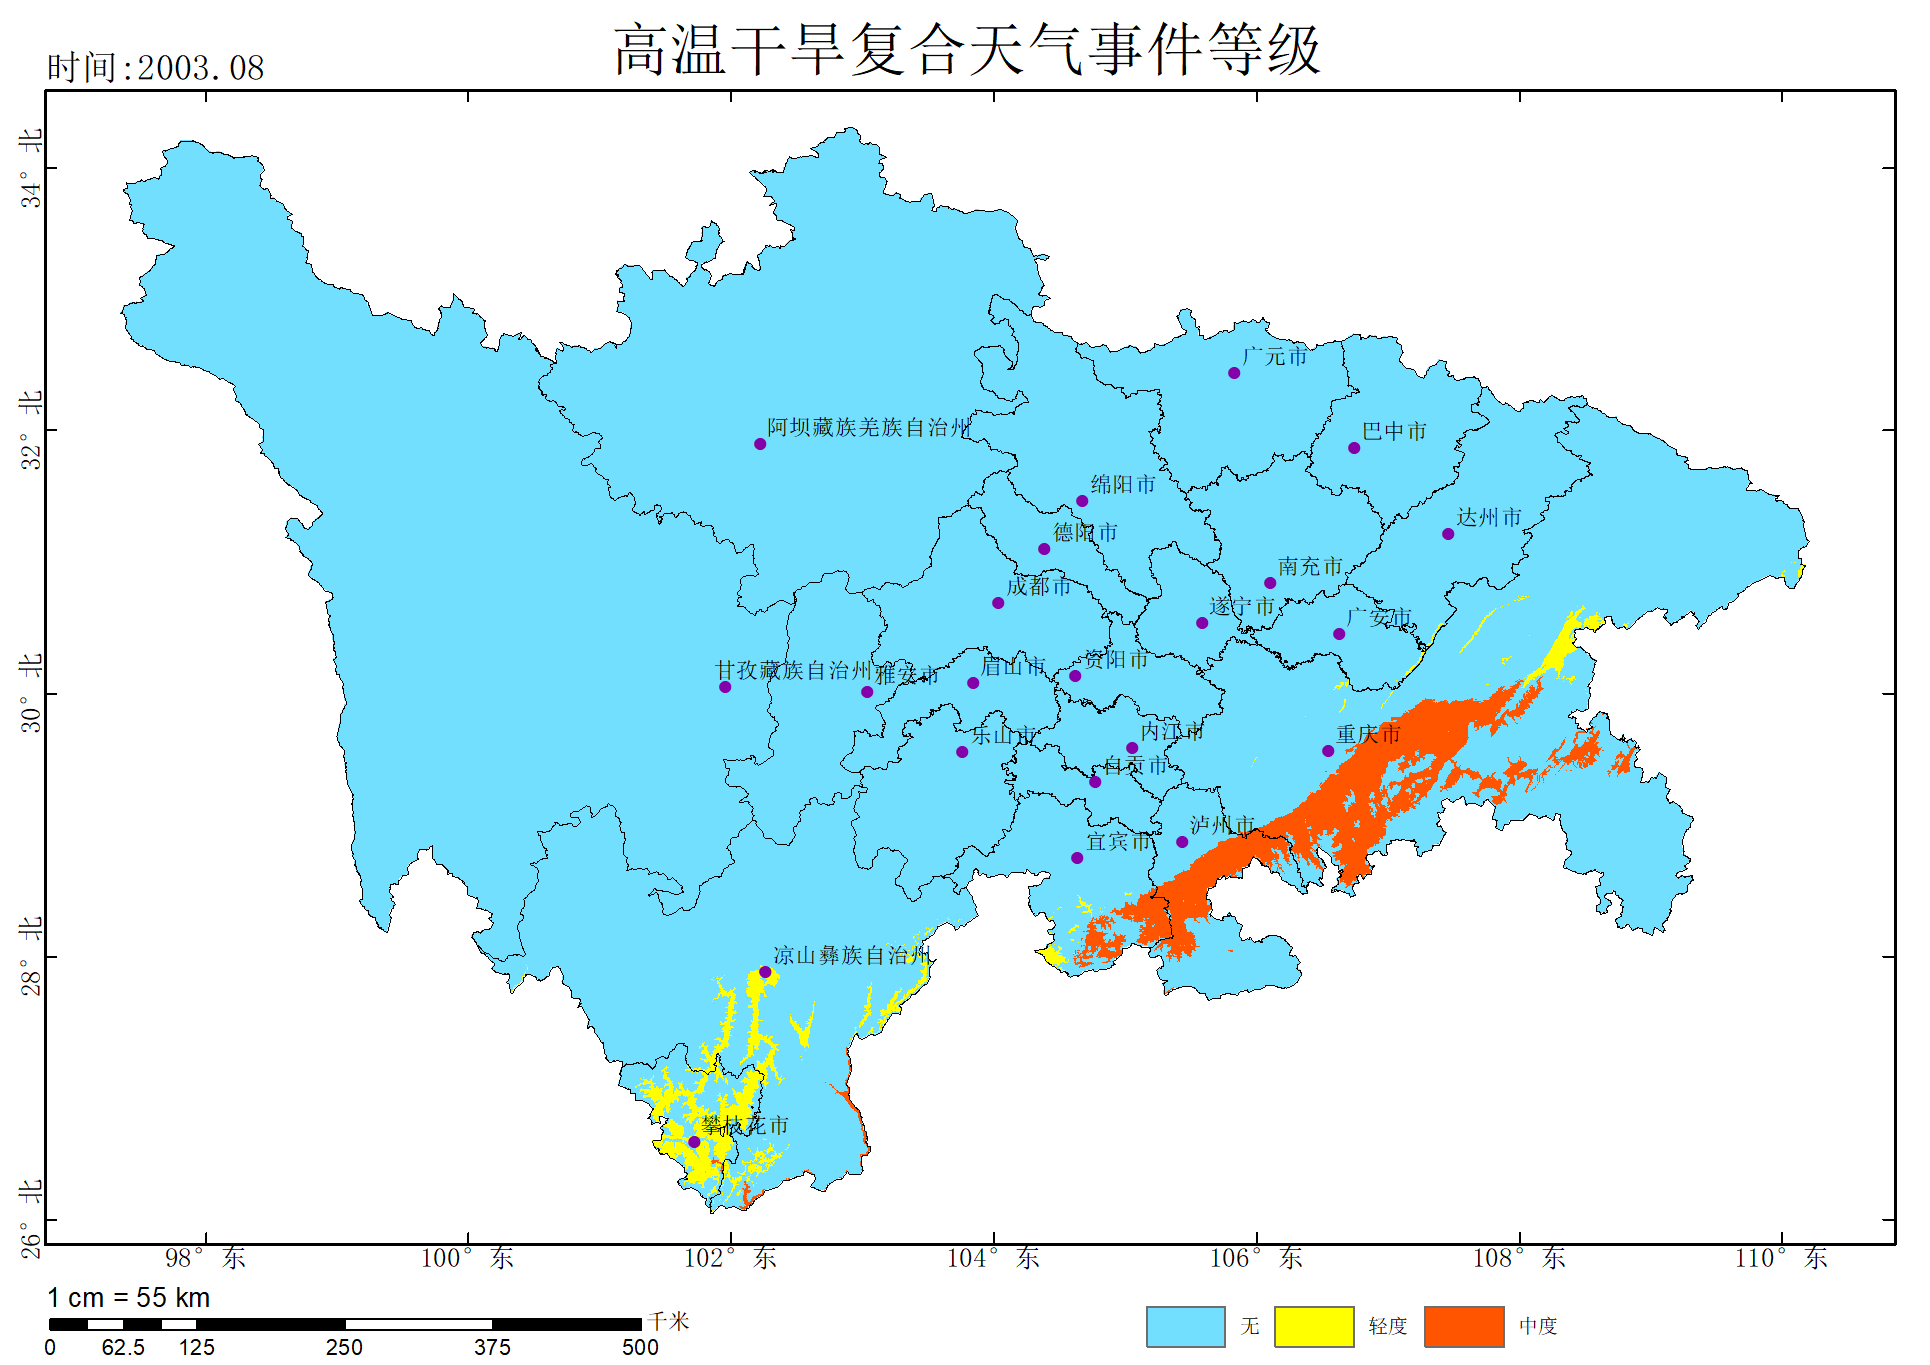 高温干旱复合天气事件等级
时间:2003.08
34° 北
32° 北
30° 北
28° 北
26° 北
广元市
阿坝藏族羌族自治州
巴中市
绵阳市
达州市
德阳市
南充市
成都市
遂宁市
广安市
甘孜藏族自治州
雅安市
眉山市
资阳市
乐山市
内江市
重庆市
自贡市
泸州市
宜宾市
凉山彝族自治州
攀枝花市
98° 东
100° 东
102° 东
104° 东
106° 东
108° 东
110° 东
1 cm = 55 km
千米
0 62.5 125 250 375 500
无 轻度 中度